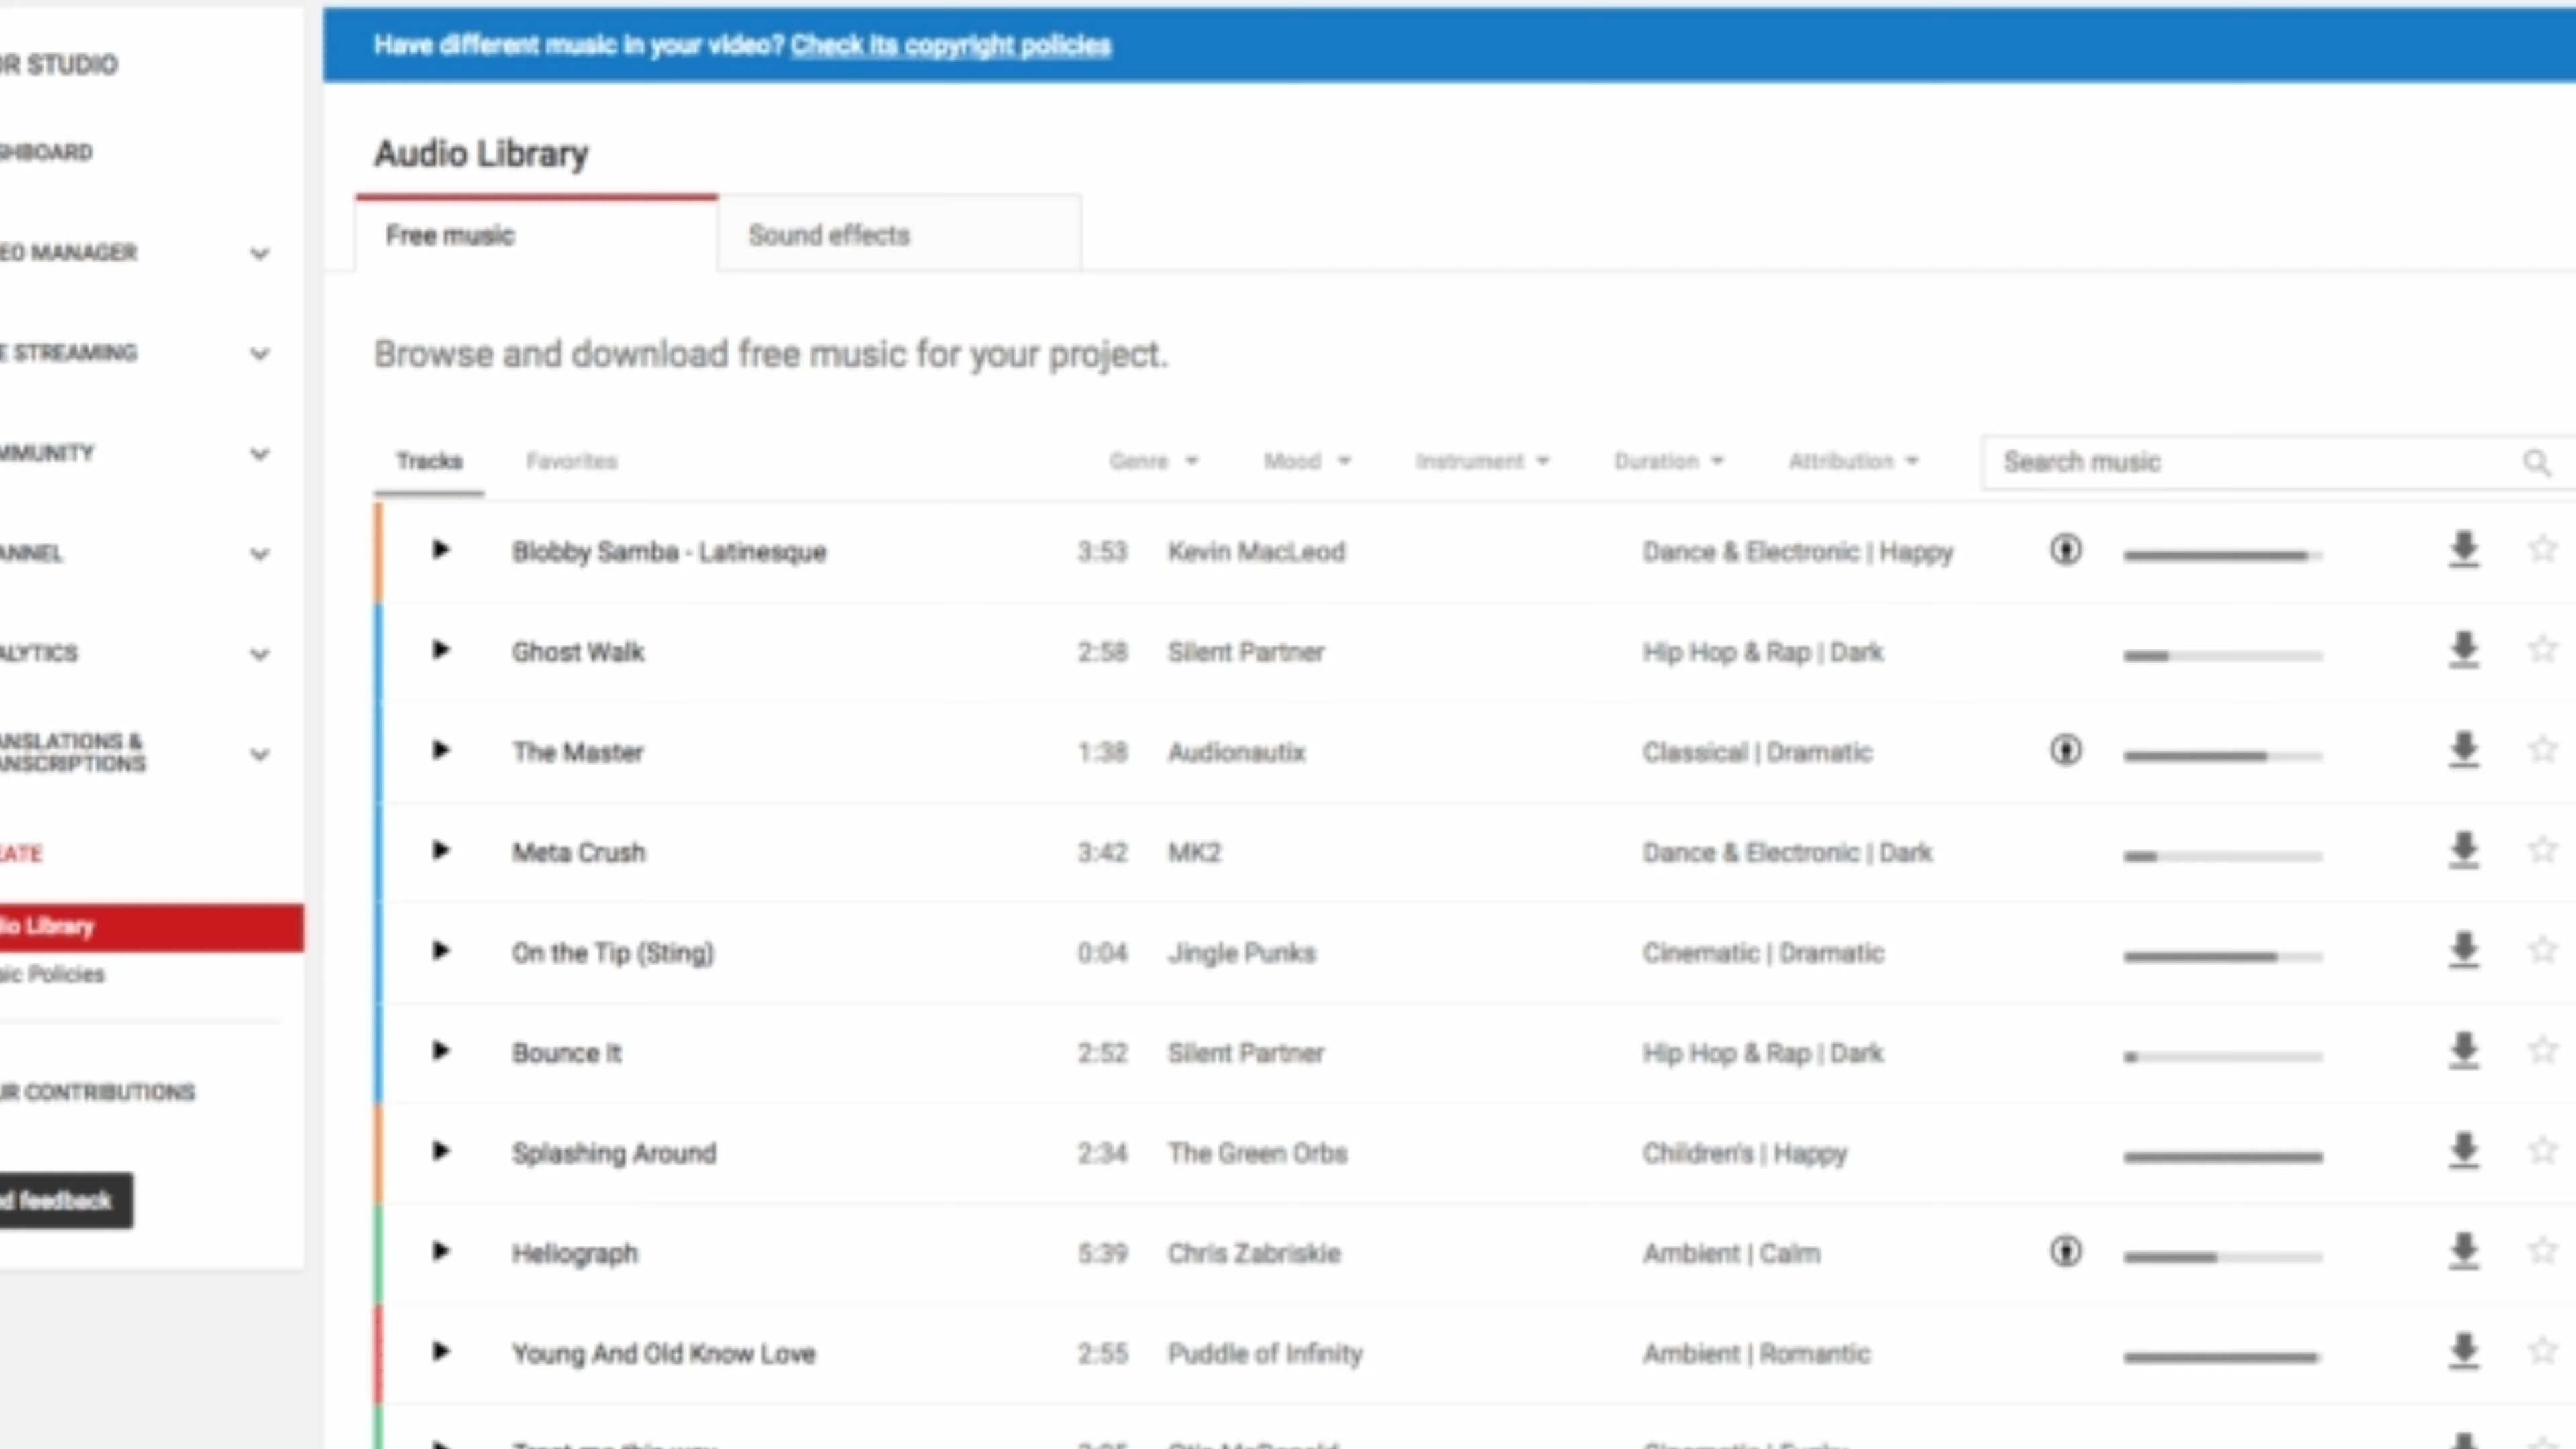 Have different music in your video? Check its copyright policies
OR STUDIO
SHBOARD
EO MANAGER
E STREAMING
MMUNITY
ANNEL
ALYTICS
ANSLATIONS &
ANSCRIPTIONS
EATE
io Library
sic Policies
UR CONTRIBUTIONS
d feedback
Audio Library
Free music Sound effects
Browse and download free music for your project.
Tracks Favorites Genre Mood Instrument Duration Attribution Search music
Blobby Samba - Latinesque 3:53 Kevin MacLeod Dance & Electronic | Happy
Ghost Walk 2:58 Silent Partner Hip Hop & Rap | Dark
The Master 1:38 Audionautix Classical | Dramatic
Meta Crush 3:42 MK2 Dance & Electronic | Dark
On the Tip (Sting) 0:04 Jingle Punks Cinematic | Dramatic
Bounce It 2:52 Silent Partner Hip Hop & Rap | Dark
Splashing Around 2:34 The Green Orbs Children's | Happy
Heliograph 5:39 Chris Zabriskie Ambient | Calm
Young And Old Know Love 2:55 Puddle of Infinity Ambient | Romantic